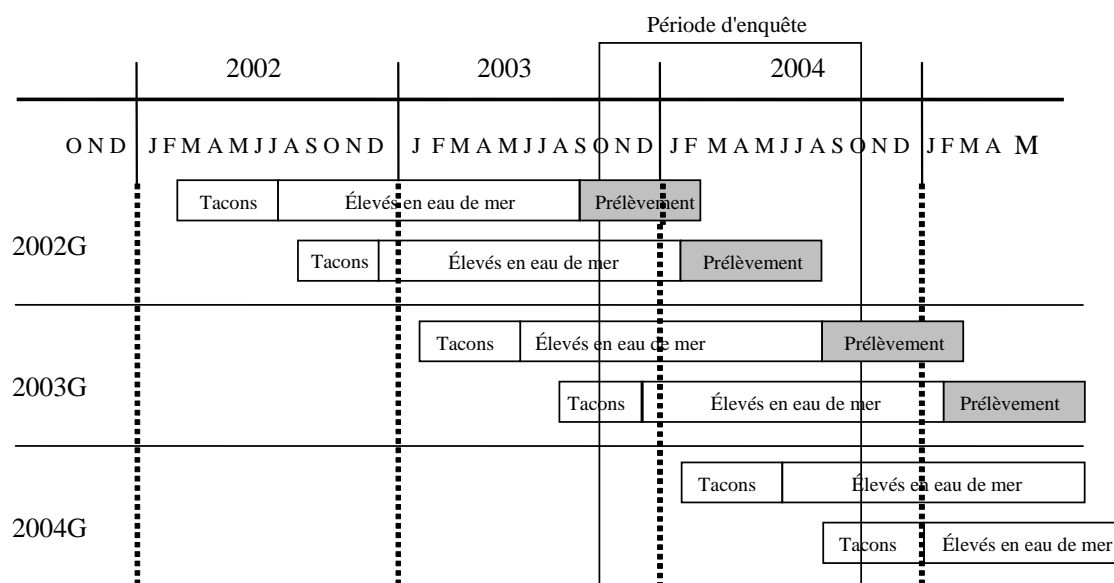 Période d'enquête
2002 2003 2004
O N D J F M A M J J A S O N D J F M A M J J A S O N D J F M A M J J A S O N D J F M A M
Tacons Élevés en eau de mer Prélèvement
2002G
Tacons Élevés en eau de mer Prélèvement
Tacons Élevés en eau de mer Prélèvement
2003G
Tacons Élevés en eau de mer Prélèvement
Tacons Élevés en eau de mer
2004G
Tacons Élevés en eau de mer